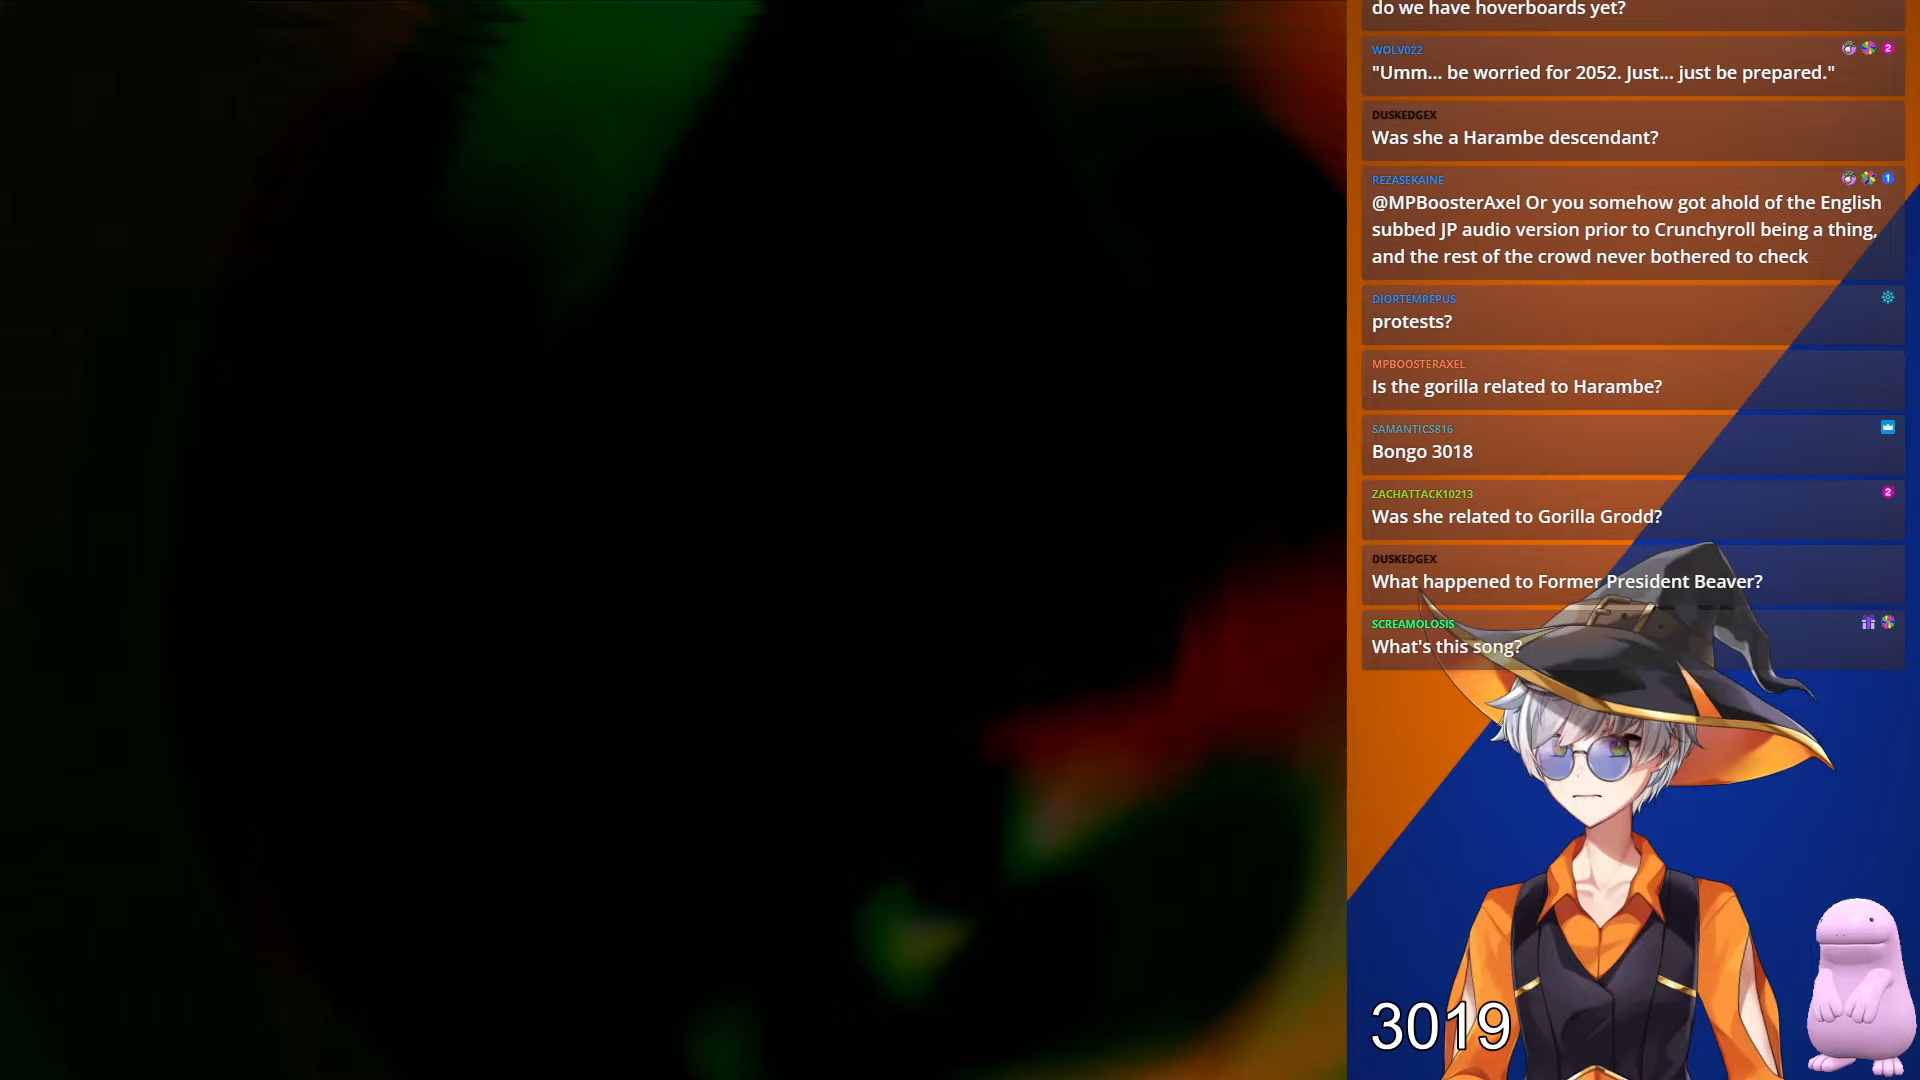 do we have hoverboards yet?
WOLV022
2
"Umm... be worried for 2052. Just... just be prepared."
DUSKEDGEX
Was she a Harambe descendant?
REZASEKAINE
1
@MPBoosterAxel Or you somehow got ahold of the English
subbed JP audio version prior to Crunchyroll being a thing,
and the rest of the crowd never bothered to check
DIORTEMREPUS
protests?
MPBOOSTERAXEL
Is the gorilla related to Harambe?
SAMANTICS816
Bongo 3018
ZACHATTACK10213
2
Was she related to Gorilla Grodd?
DUSKEDGEX
What happened to Former President Beaver?
SCREAMOLOSIS
What's this song?
3019